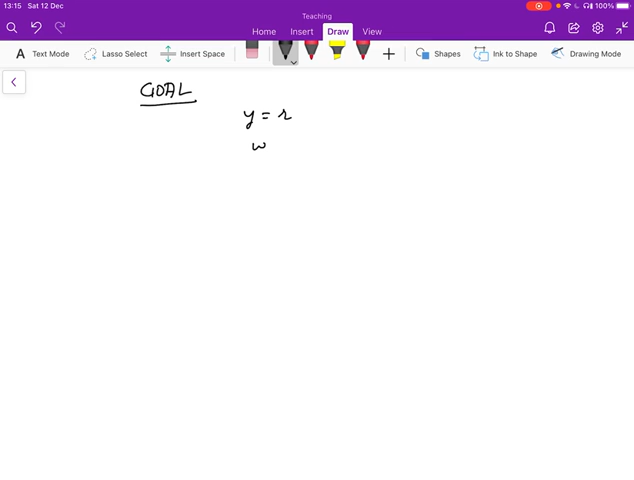 13:15 Sat 12 Dec 100%
Teaching
Home Insert Draw View
A Text Mode Lasso Select Insert Space Shapes Ink to Shape Drawing Mode
GOAL
y = r
w